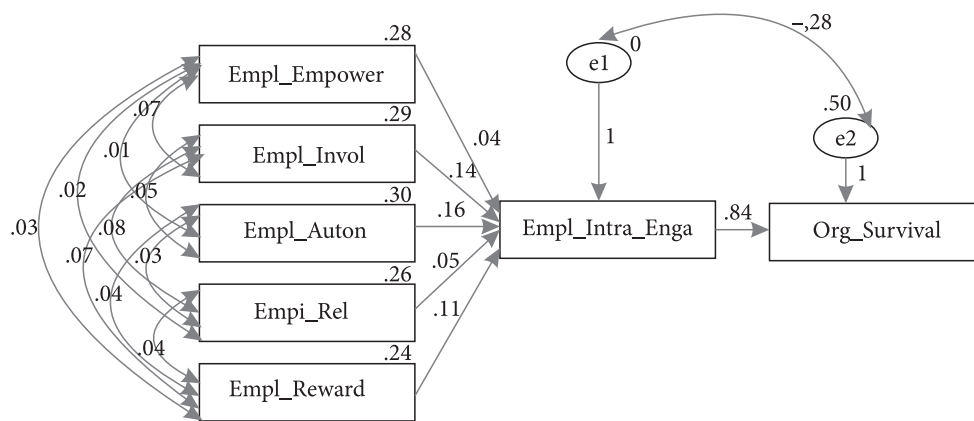 .28
Empl_Empower
.29
Empl_Invol
.30
Empl_Auton
.26
Empi_Rel
.24
Empl_Reward
.07
.01
.05
.02
.03
.08
.07
.03
.04
.04
.04
.14
.16
.05
.11
0
e1
–,28
.50
e2
1
1
Empl_Intra_Enga
.84
Org_Survival